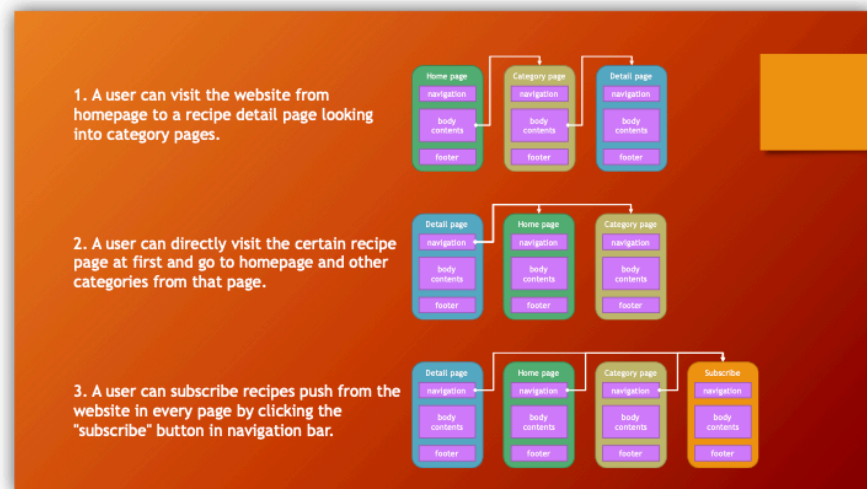 1. A user can visit the website from
homepage to a recipe detail page looking
into category pages.
Home page
navigation
body
contents
footer
Category page
navigation
body
contents
footer
Detail page
navigation
body
contents
footer
2. A user can directly visit the certain recipe
page at first and go to homepage and other
categories from that page.
Detail page
navigation
body
contents
footer
Home page
navigation
body
contents
footer
Category page
navigation
body
contents
footer
3. A user can subscribe recipes push from the
website in every page by clicking the
"subscribe" button in navigation bar.
Detail page
navigation
body
contents
footer
Home page
navigation
body
contents
footer
Category page
navigation
body
contents
footer
Subscribe
navigation
body
contents
footer